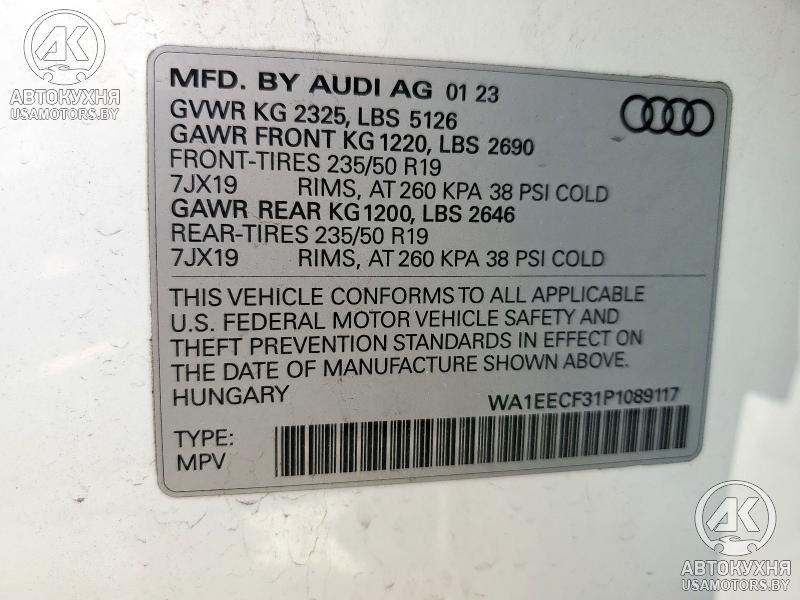 АК
АВТОКУХНЯ
USAMOTORS.BY
MFD. BY AUDI AG 01 23
GVWR KG 2325, LBS 5126
GAWR FRONT KG 1220, LBS 2690
FRONT-TIRES 235/50 R19
7JX19 RIMS, AT 260 KPA 38 PSI COLD
GAWR REAR KG 1200, LBS 2646
REAR-TIRES 235/50 R19
7JX19 RIMS, AT 260 KPA 38 PSI COLD
THIS VEHICLE CONFORMS TO ALL APPLICABLE
U.S. FEDERAL MOTOR VEHICLE SAFETY AND
THEFT PREVENTION STANDARDS IN EFFECT ON
THE DATE OF MANUFACTURE SHOWN ABOVE.
HUNGARY WA1EECF31P1089117
TYPE:
MPV
АК
АВТОКУХНЯ
USAMOTORS.BY